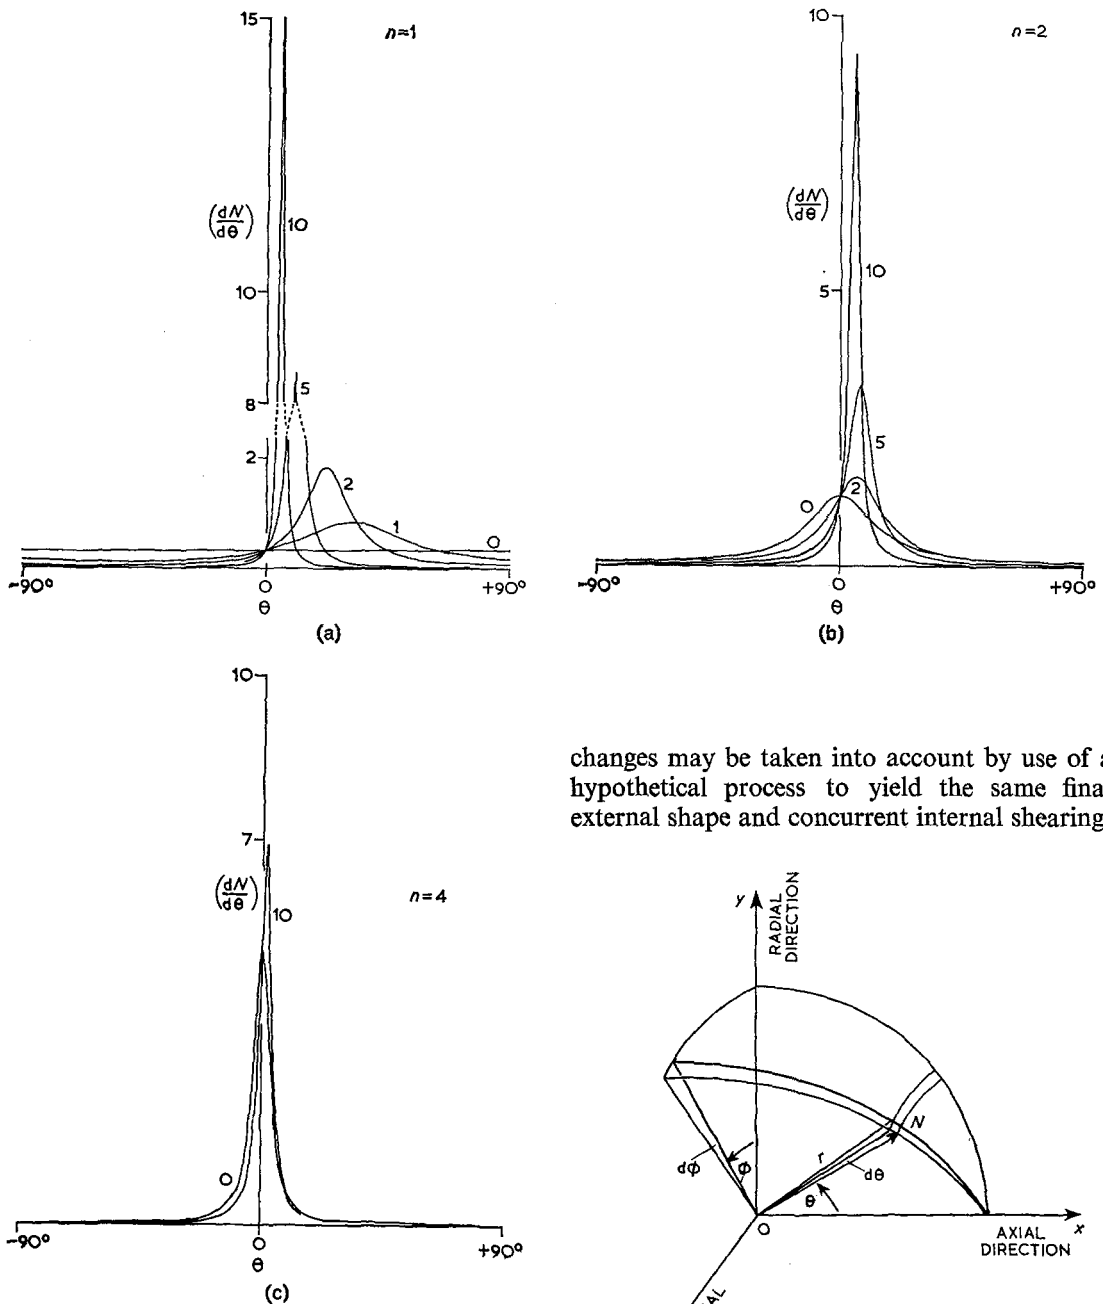 15
n=1
(dN/dθ)
10
10
8
5
2
2
1
0
-90°
0
+90°
θ
(a)
10
n=2
(dN/dθ)
10
5
5
0
2
-90°
0
+90°
θ
(b)
10
7
(dN/dθ)
n=4
10
0
-90°
0
+90°
θ
(c)
changes may be taken into account by use of a
hypothetical process to yield the same fina
external shape and concurrent internal shearing
y
RADIAL
DIRECTION
N
r
dφ
φ
dθ
θ
O
x
AXIAL
DIRECTION